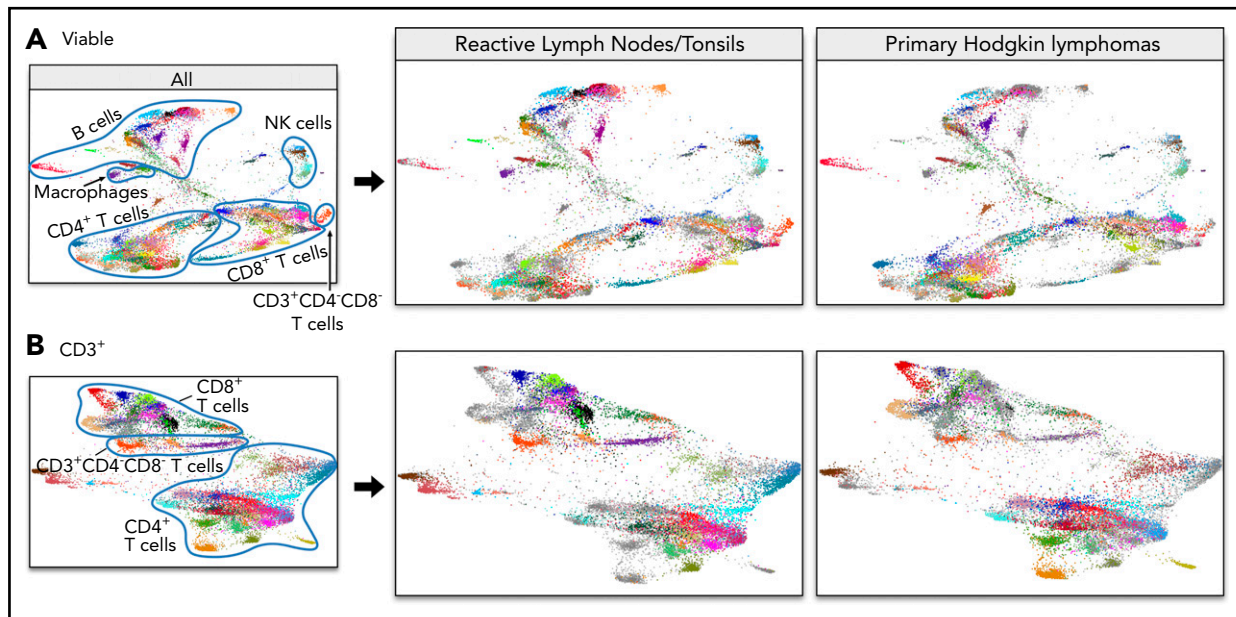 A Viable
All
Reactive Lymph Nodes/Tonsils
Primary Hodgkin lymphomas
B cells
NK cells
Macrophages
CD4⁺ T cells
CD8⁺ T cells
CD3⁺CD4⁻CD8⁻
T cells
B CD3⁺
CD8⁺
T cells
CD3⁺CD4⁻CD8⁻ T cells
CD4⁺
T cells